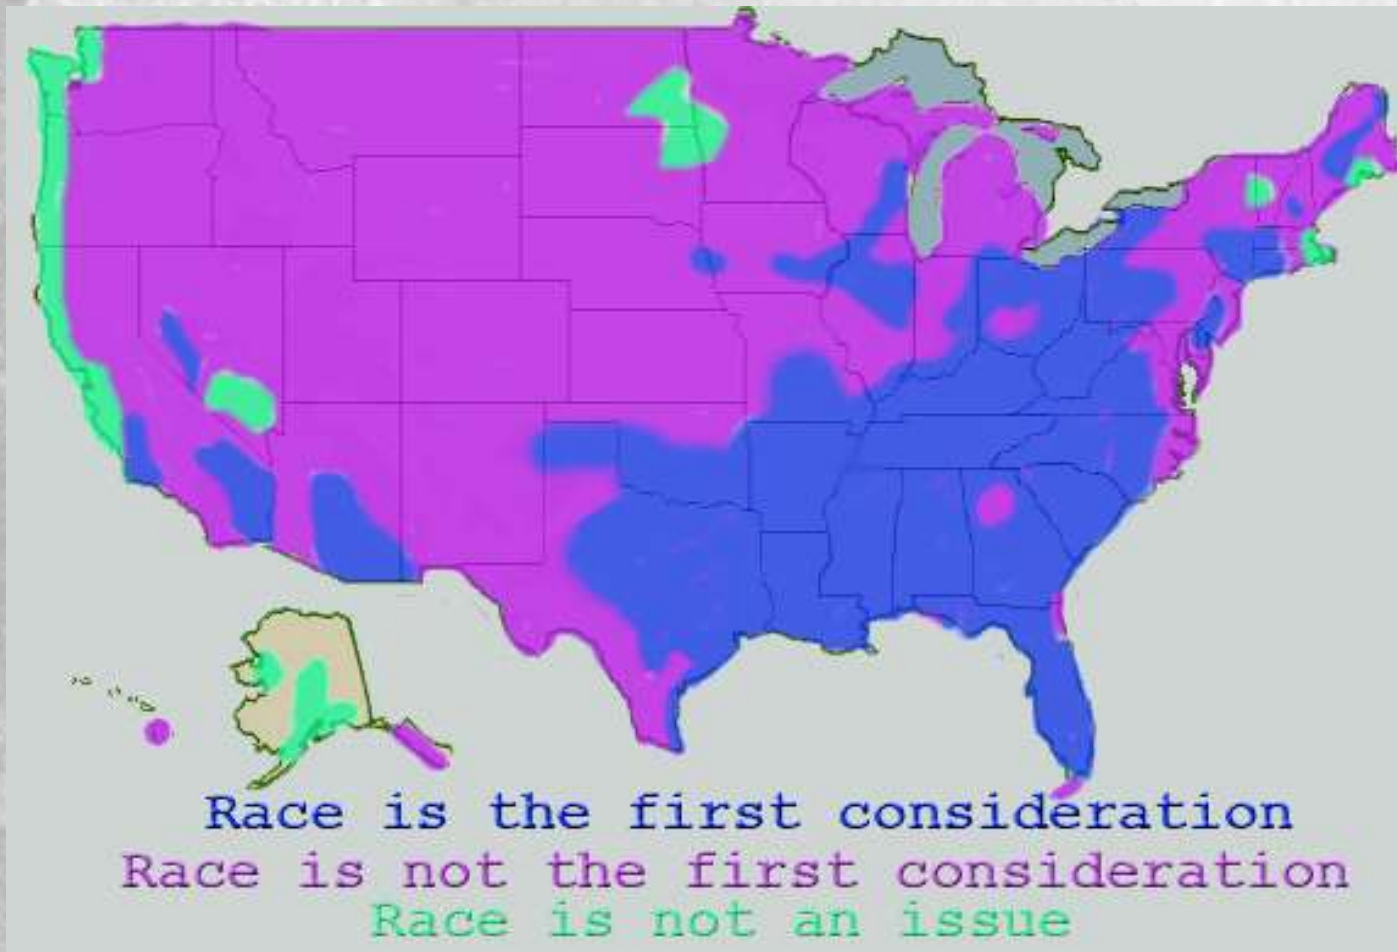 Race is the first consideration
Race is not the first consideration
Race is not an issue